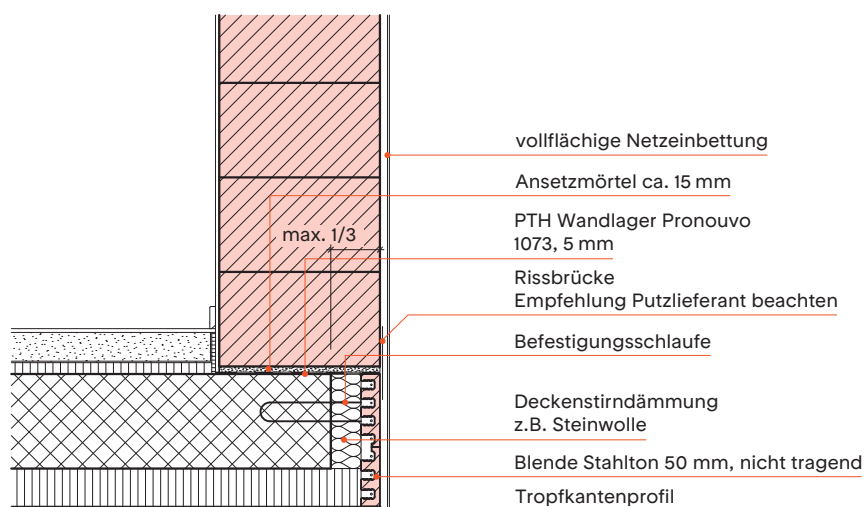 vollflächige Netzeinbettung
Ansetzmörtel ca. 15 mm
max. 1/3
PTH Wandlager Pronouvo
1073, 5 mm
Rissbrücke
Empfehlung Putzlieferant beachten
Befestigungsschlaufe
Deckenstirndämmung
z.B. Steinwolle
Blende Stahlton 50 mm, nicht tragend
Tropfkantenprofil